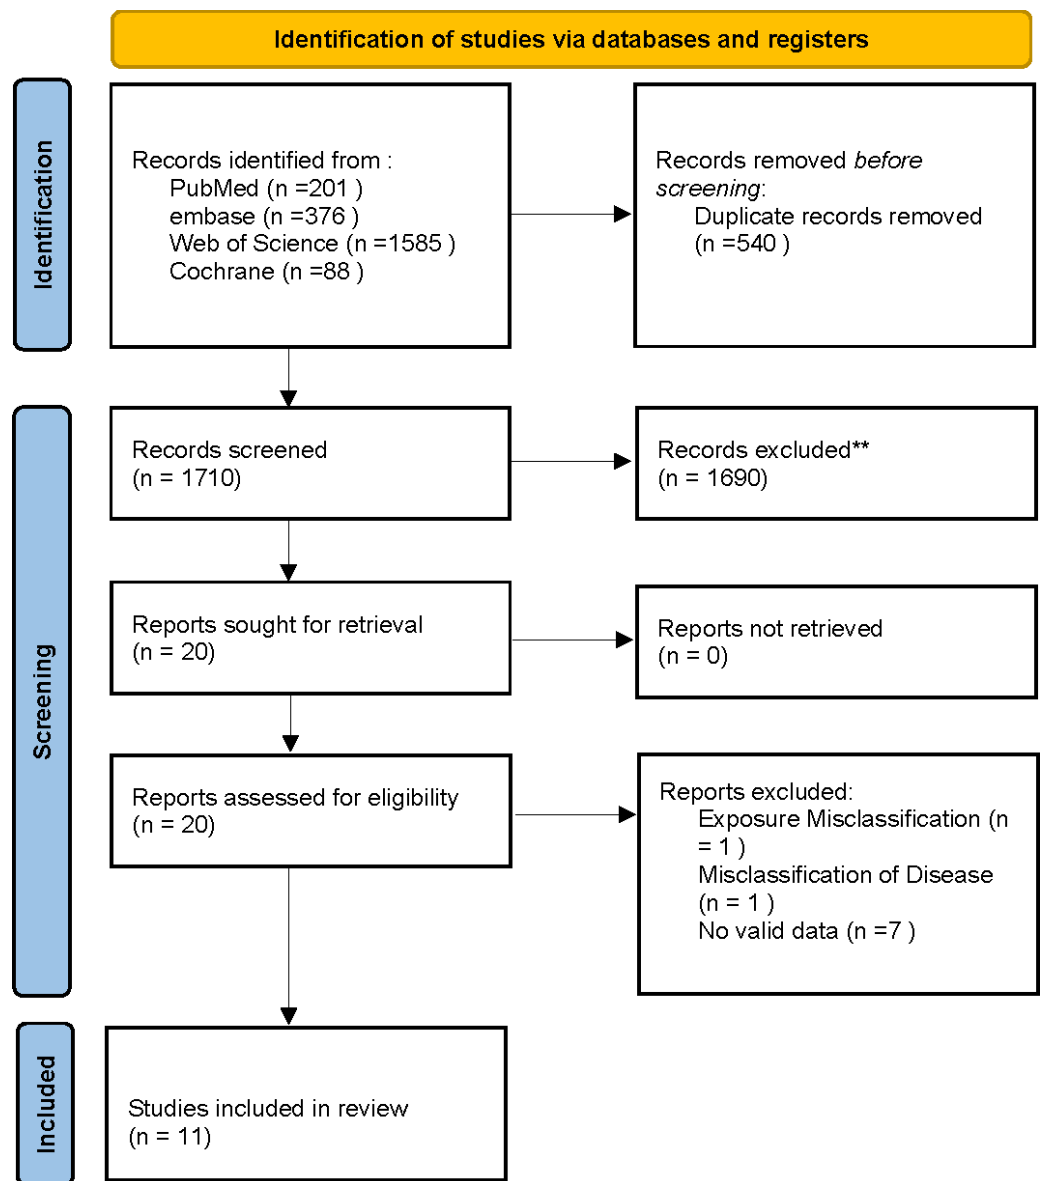 Identification of studies via databases and registers
Identification
Records identified from :
PubMed (n =201 )
embase (n =376 )
Web of Science (n =1585 )
Cochrane (n =88 )
Records removed before
screening:
Duplicate records removed
(n =540 )
Screening
Records screened
(n = 1710)
Records excluded**
(n = 1690)
Reports sought for retrieval
(n = 20)
Reports not retrieved
(n = 0)
Reports assessed for eligibility
(n = 20)
Reports excluded:
Exposure Misclassification (n
= 1 )
Misclassification of Disease
(n = 1 )
No valid data (n =7 )
Included
Studies included in review
(n = 11)